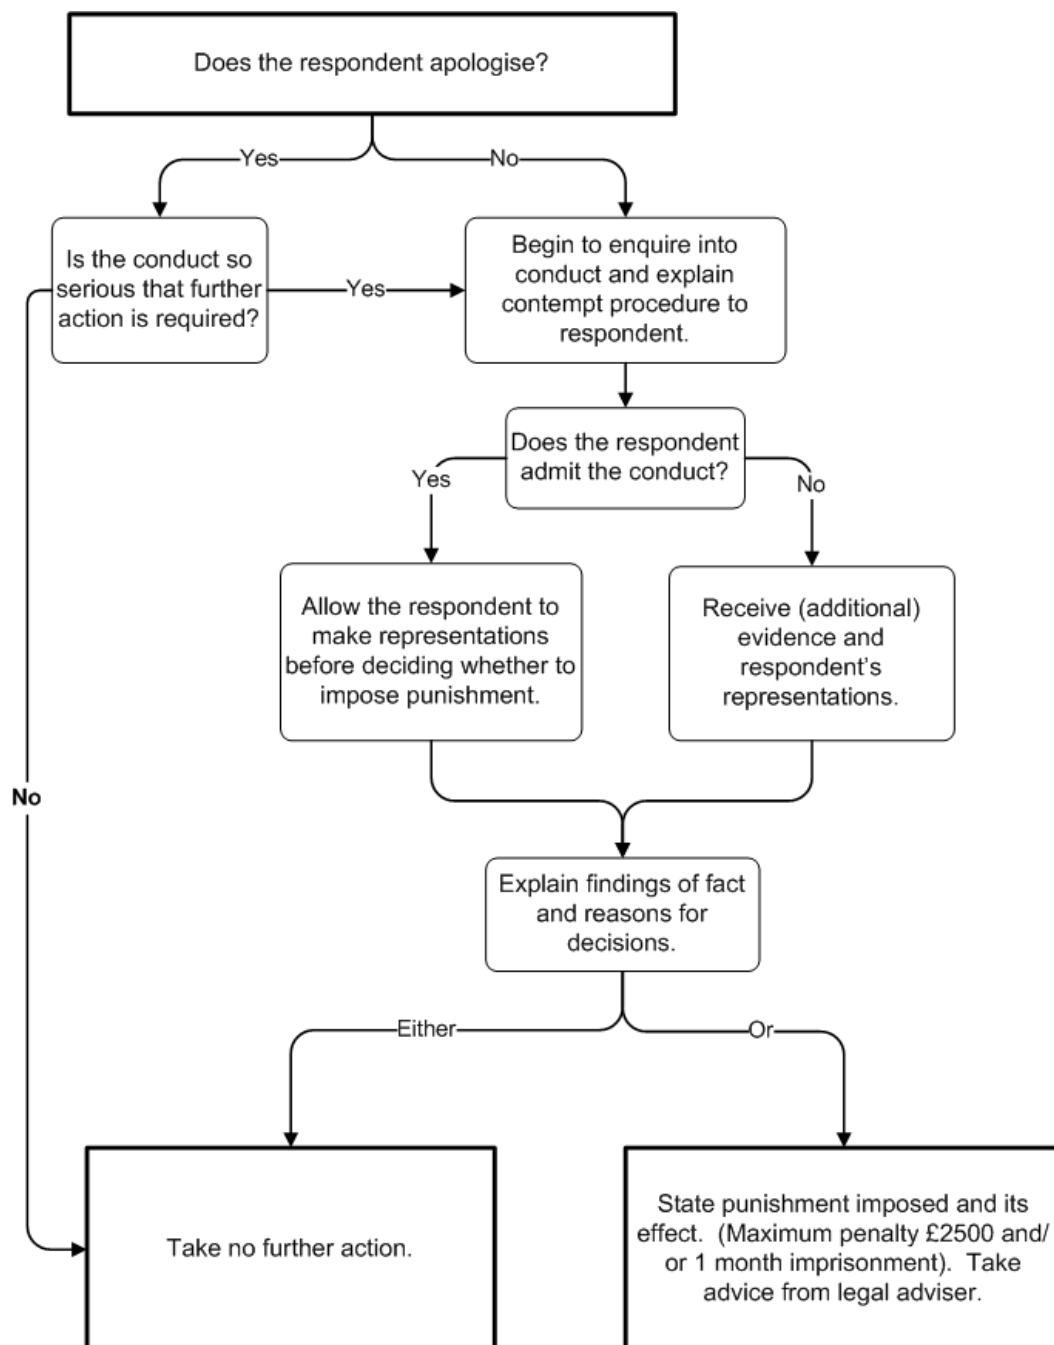 Does the respondent apologise?
Yes
No
Is the conduct so
serious that further
action is required?
Yes
Begin to enquire into
conduct and explain
contempt procedure to
respondent.
Does the respondent
admit the conduct?
Yes
No
Allow the respondent to
make representations
before deciding whether to
impose punishment.
Receive (additional)
evidence and
respondent’s
representations.
No
Explain findings of fact
and reasons for
decisions.
Either
Or
Take no further action.
State punishment imposed and its
effect.  (Maximum penalty £2500 and/
or 1 month imprisonment).  Take
advice from legal adviser.